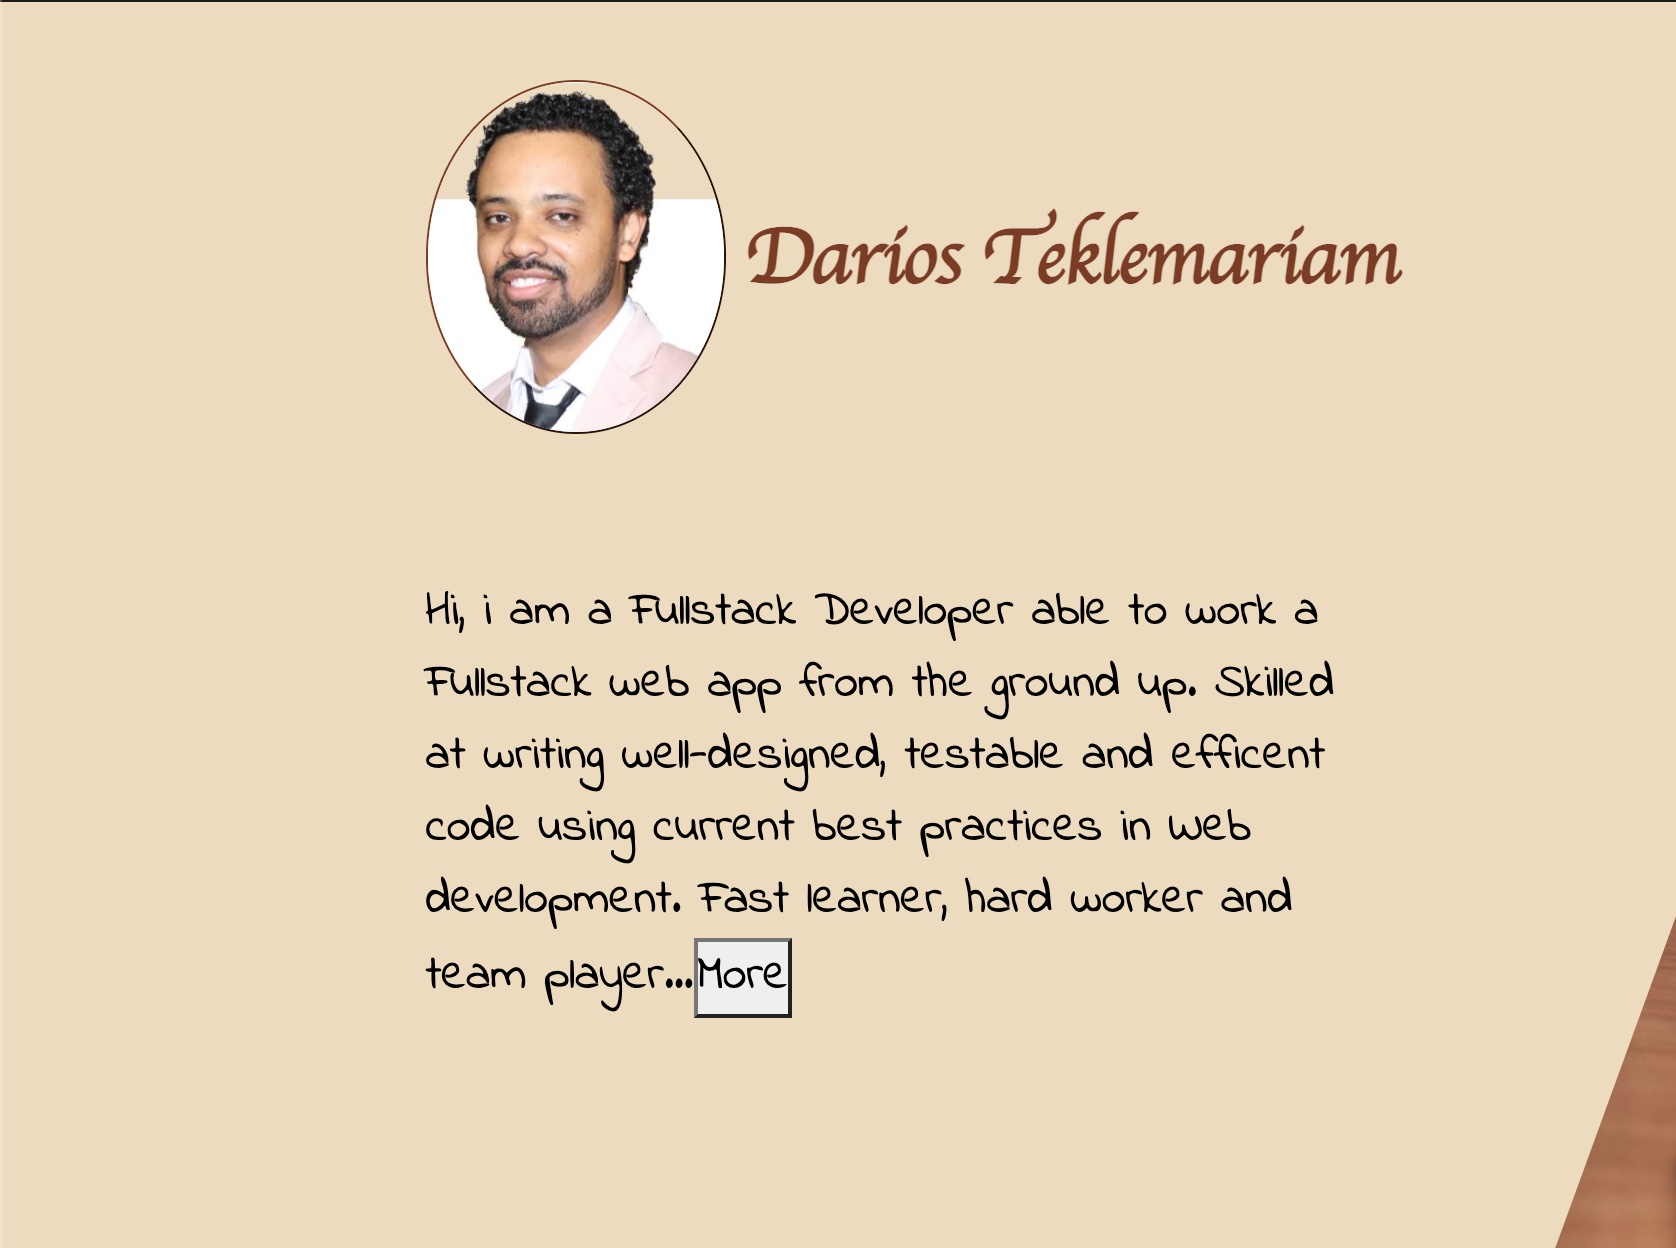 Darios Teklemariam
Hi, i am a Fullstack Developer able to work a
Fullstack web app from the ground up. Skilled
at writing well-designed, testable and efficent
code using current best practices in web
development. Fast learner, hard worker and
team player...More